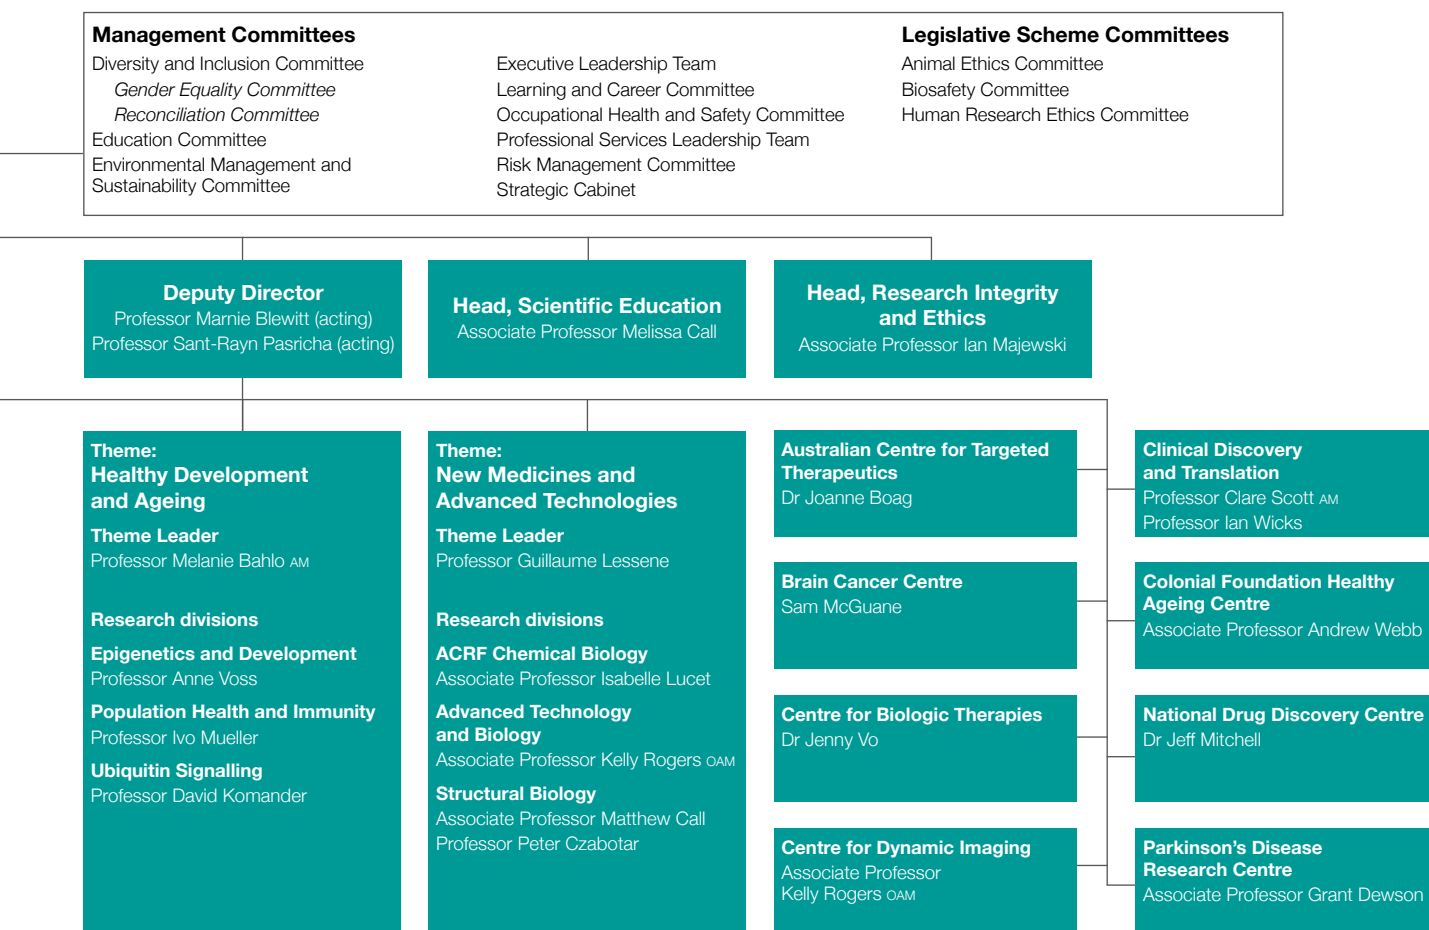 Management Committees
Diversity and Inclusion Committee
Gender Equality Committee
Reconciliation Committee
Education Committee
Environmental Management and
Sustainability Committee
Executive Leadership Team
Learning and Career Committee
Occupational Health and Safety Committee
Professional Services Leadership Team
Risk Management Committee
Strategic Cabinet
Legislative Scheme Committees
Animal Ethics Committee
Biosafety Committee
Human Research Ethics Committee
Deputy Director
Professor Marnie Blewitt (acting)
Professor Sant-Rayn Pasricha (acting)
Head, Scientific Education
Associate Professor Melissa Call
Head, Research Integrity
and Ethics
Associate Professor Ian Majewski
Theme:
Healthy Development
and Ageing
Theme Leader
Professor Melanie Bahlo AM
Research divisions
Epigenetics and Development
Professor Anne Voss
Population Health and Immunity
Professor Ivo Mueller
Ubiquitin Signalling
Professor David Komander
Theme:
New Medicines and
Advanced Technologies
Theme Leader
Professor Guillaume Lessene
Research divisions
ACRF Chemical Biology
Associate Professor Isabelle Lucet
Advanced Technology
and Biology
Associate Professor Kelly Rogers OAM
Structural Biology
Associate Professor Matthew Call
Professor Peter Czabotar
Australian Centre for Targeted
Therapeutics
Dr Joanne Boag
Brain Cancer Centre
Sam McGuane
Centre for Biologic Therapies
Dr Jenny Vo
Centre for Dynamic Imaging
Associate Professor
Kelly Rogers OAM
Clinical Discovery
and Translation
Professor Clare Scott AM
Professor Ian Wicks
Colonial Foundation Healthy
Ageing Centre
Associate Professor Andrew Webb
National Drug Discovery Centre
Dr Jeff Mitchell
Parkinson's Disease
Research Centre
Associate Professor Grant Dewson